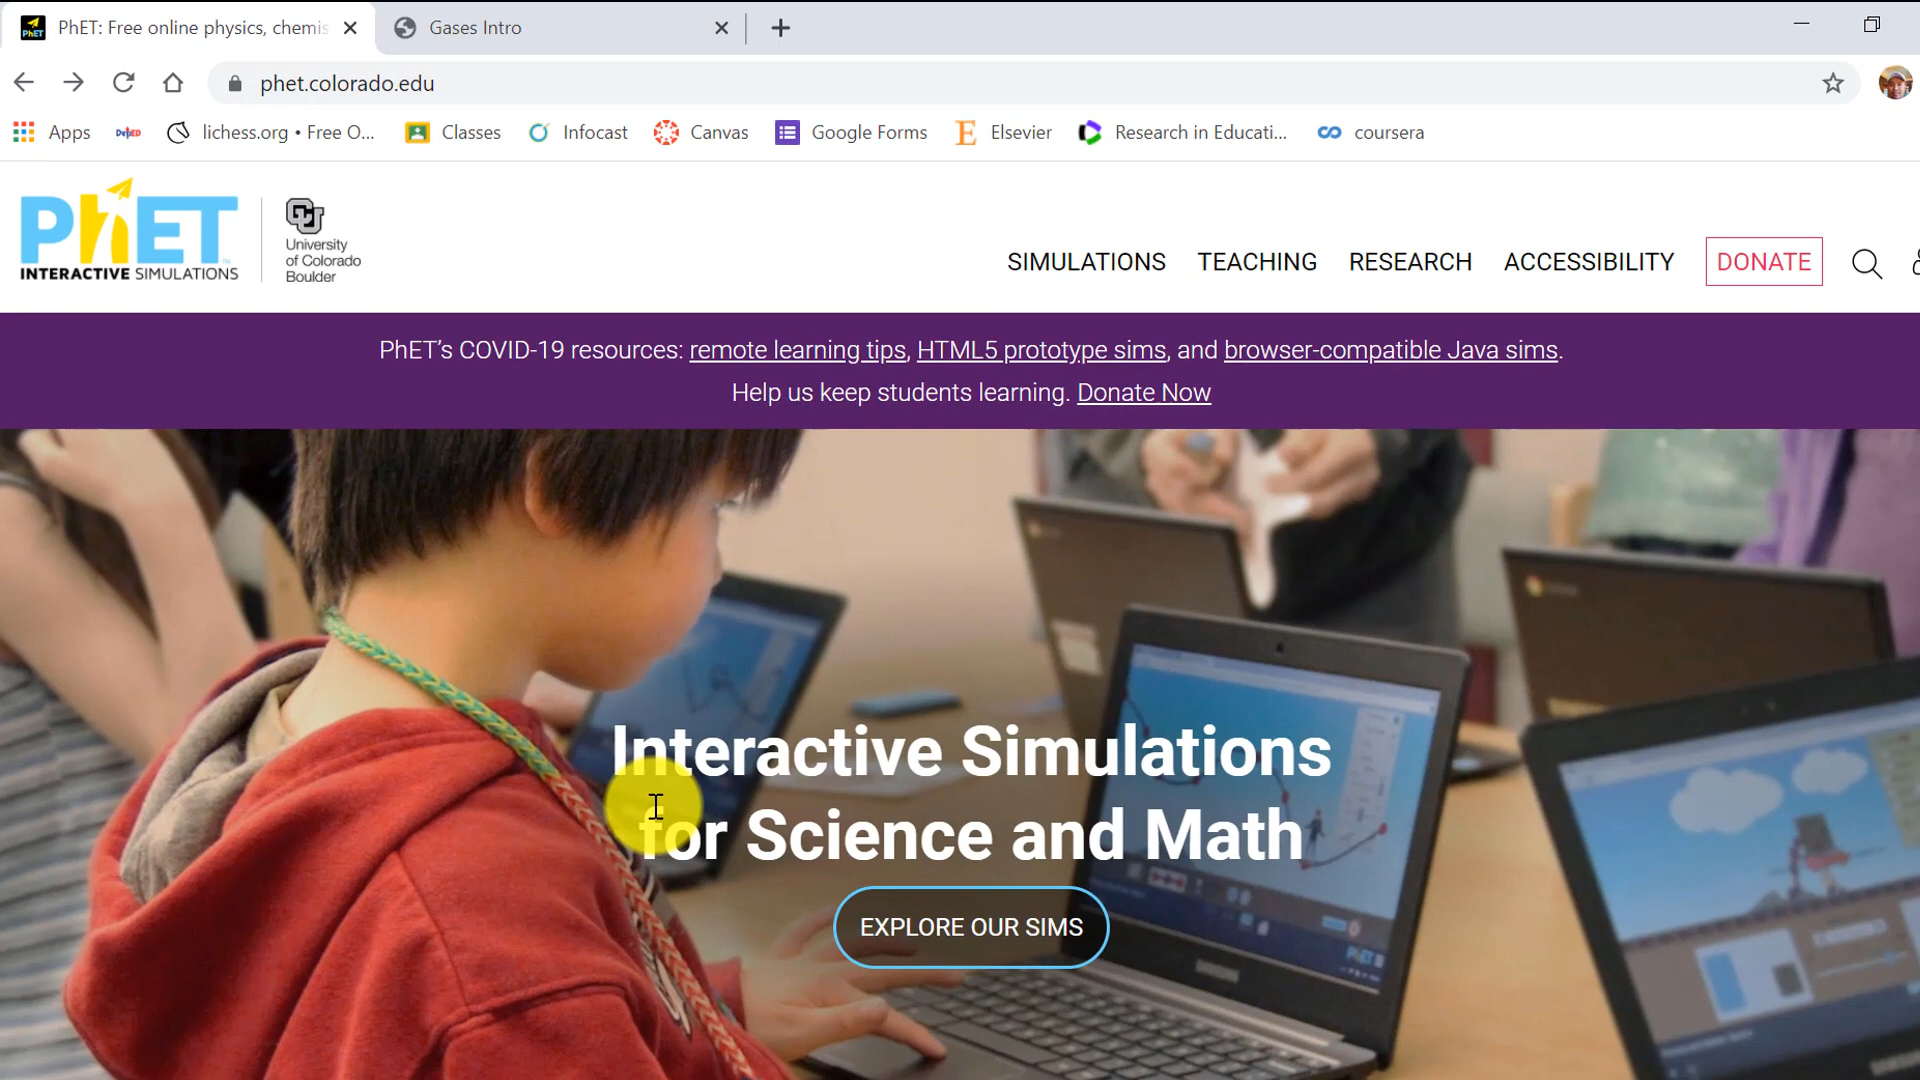 PhET: Free online physics, chemis
Gases Intro
phet.colorado.edu
Apps
DepED
lichess.org • Free O...
Classes
Infocast
Canvas
Google Forms
Elsevier
Research in Educati...
coursera
PhET
INTERACTIVE SIMULATIONS
CU
University
of Colorado
Boulder
SIMULATIONS
TEACHING
RESEARCH
ACCESSIBILITY
DONATE
PhET’s COVID-19 resources: remote learning tips, HTML5 prototype sims, and browser-compatible Java sims.
Help us keep students learning. Donate Now
Interactive Simulations
for Science and Math
EXPLORE OUR SIMS